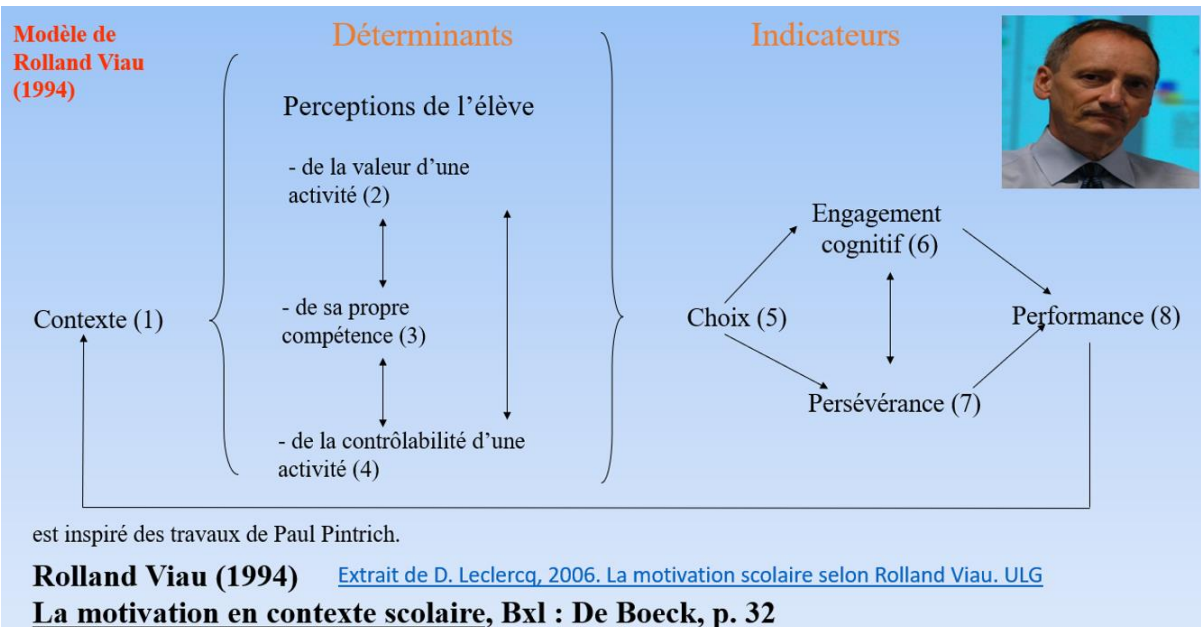 Modèle de
Rolland Viau
(1994)
Déterminants
Indicateurs
Perceptions de l’élève
- de la valeur d’une
activité (2)
Engagement
cognitif (6)
Contexte (1)
- de sa propre
compétence (3)
Choix (5)
Performance (8)
Persévérance (7)
- de la contrôlabilité d’une
activité (4)
est inspiré des travaux de Paul Pintrich.
Rolland Viau (1994) Extrait de D. Leclercq, 2006. La motivation scolaire selon Rolland Viau. ULG
La motivation en contexte scolaire, Bxl : De Boeck, p. 32